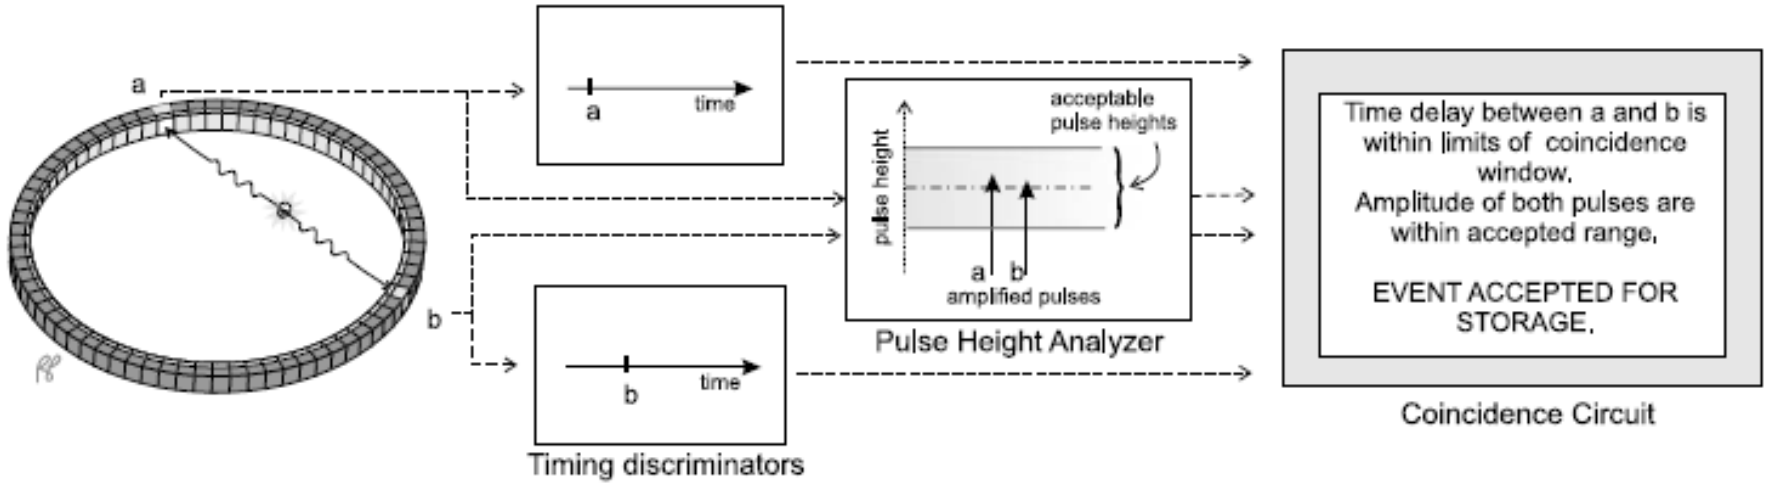 a
time
a
acceptable
pulse heights
pulse height
a
b
amplified pulses
Pulse Height Analyzer
b
time
b
Timing discriminators
Time delay between a and b is
within limits of coincidence
window.
Amplitude of both pulses are
within accepted range.
EVENT ACCEPTED FOR
STORAGE.
Coincidence Circuit